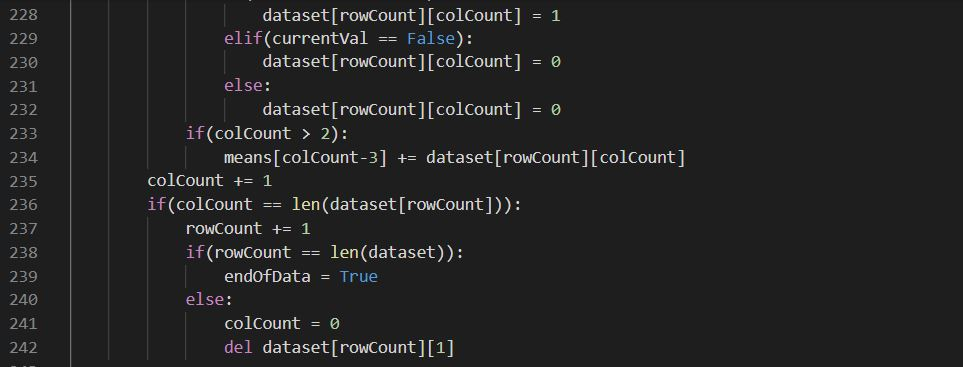 228 dataset[rowCount][colCount] = 1
229 elif(currentVal == False):
230 dataset[rowCount][colCount] = 0
231 else:
232 dataset[rowCount][colCount] = 0
233 if(colCount > 2):
234 means[colCount-3] += dataset[rowCount][colCount]
235 colCount += 1
236 if(colCount == len(dataset[rowCount])):
237 rowCount += 1
238 if(rowCount == len(dataset)):
239 endOfData = True
240 else:
241 colCount = 0
242 del dataset[rowCount][1]